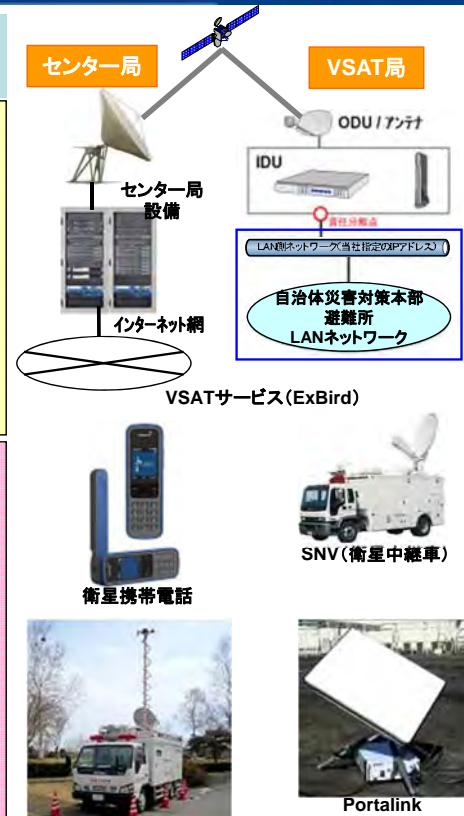 センター局
VSAT局
ODU / アンテナ
IDU
センター局
設備
責任分解点
LAN側ネットワーク(当社指定のIPアドレス)
自治体災害対策本部
避難所
LANネットワーク
インターネット網
VSATサービス(ExBird)
衛星携帯電話
SNV(衛星中継車)
Portalink